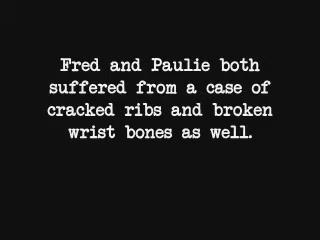 Fred and Paulie both
suffered from a case of
cracked ribs and broken
wrist bones as well.